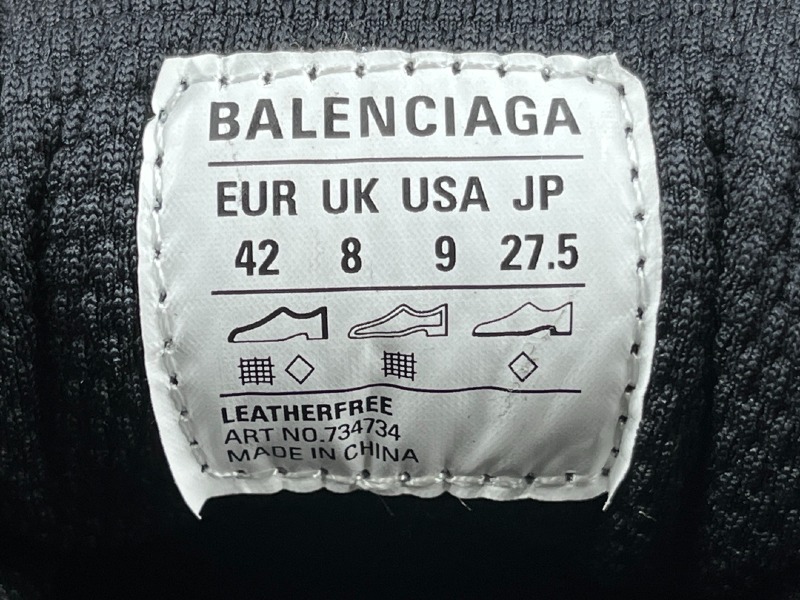 BALENCIAGA
EUR UK USA JP
42 8 9 27.5
LEATHERFREE
ART NO.734734
MADE IN CHINA